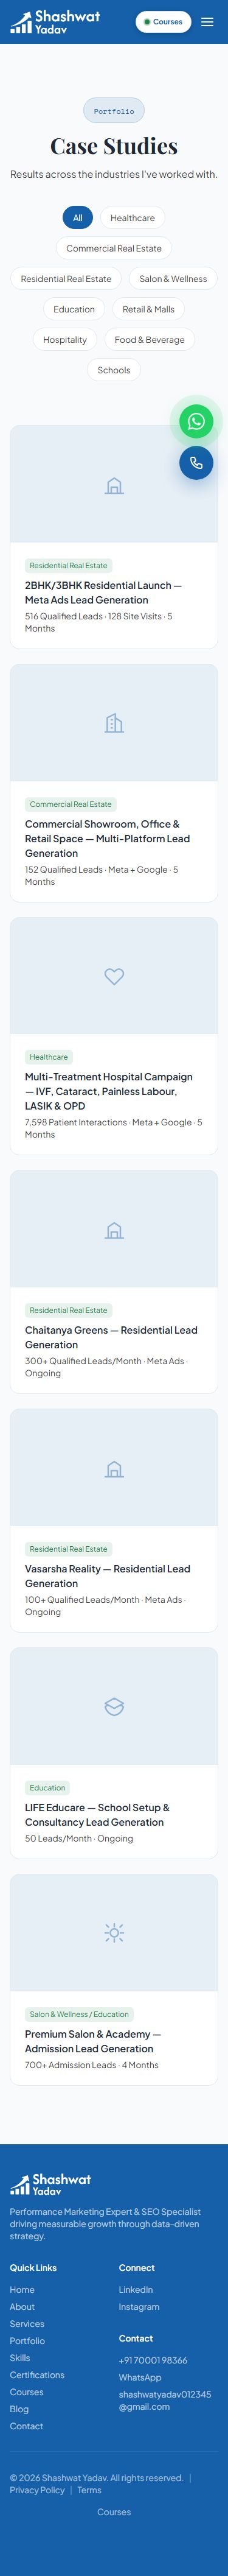 Shashwat
Yadav
Courses
Portfolio
Case Studies
Results across the industries I've worked with.
All
Healthcare
Commercial Real Estate
Residential Real Estate
Salon & Wellness
Education
Retail & Malls
Hospitality
Food & Beverage
Schools
Residential Real Estate
2BHK/3BHK Residential Launch —
Meta Ads Lead Generation
516 Qualified Leads · 128 Site Visits · 5
Months
Commercial Real Estate
Commercial Showroom, Office &
Retail Space — Multi-Platform Lead
Generation
152 Qualified Leads · Meta + Google · 5
Months
Healthcare
Multi-Treatment Hospital Campaign
— IVF, Cataract, Painless Labour,
LASIK & OPD
7,598 Patient Interactions · Meta + Google · 5
Months
Residential Real Estate
Chaitanya Greens — Residential Lead
Generation
300+ Qualified Leads/Month · Meta Ads ·
Ongoing
Residential Real Estate
Vasarsha Reality — Residential Lead
Generation
100+ Qualified Leads/Month · Meta Ads ·
Ongoing
Education
LIFE Educare — School Setup &
Consultancy Lead Generation
50 Leads/Month · Ongoing
Salon & Wellness / Education
Premium Salon & Academy —
Admission Lead Generation
700+ Admission Leads · 4 Months
Shashwat
Yadav
Performance Marketing Expert & SEO Specialist
driving measurable growth through data-driven
strategy.
Quick Links
Home
About
Services
Portfolio
Skills
Certifications
Courses
Blog
Contact
Connect
LinkedIn
Instagram
Contact
+91 70001 98366
WhatsApp
shashwatyadav012345
@gmail.com
© 2026 Shashwat Yadav. All rights reserved. |
Privacy Policy | Terms
Courses